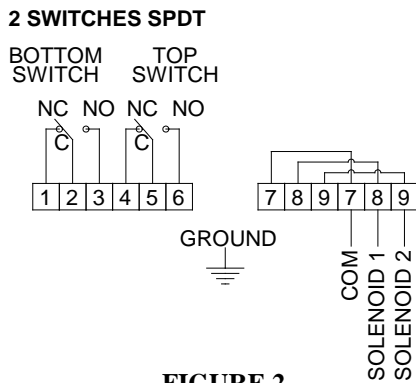 2 SWITCHES SPDT
BOTTOM SWITCH
TOP SWITCH
NC NO NC NO
C C
1 2 3 4 5 6
7 8 9 7 8 9
GROUND
COM
SOLENOID 1
SOLENOID 2
FIGURE 2